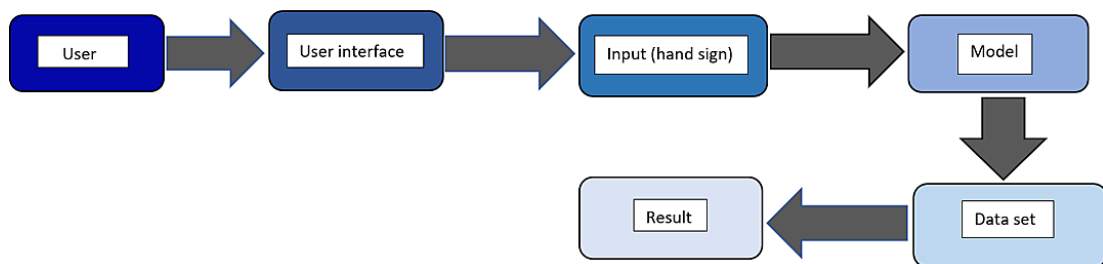 User
User interface
Input (hand sign)
Model
Data set
Result